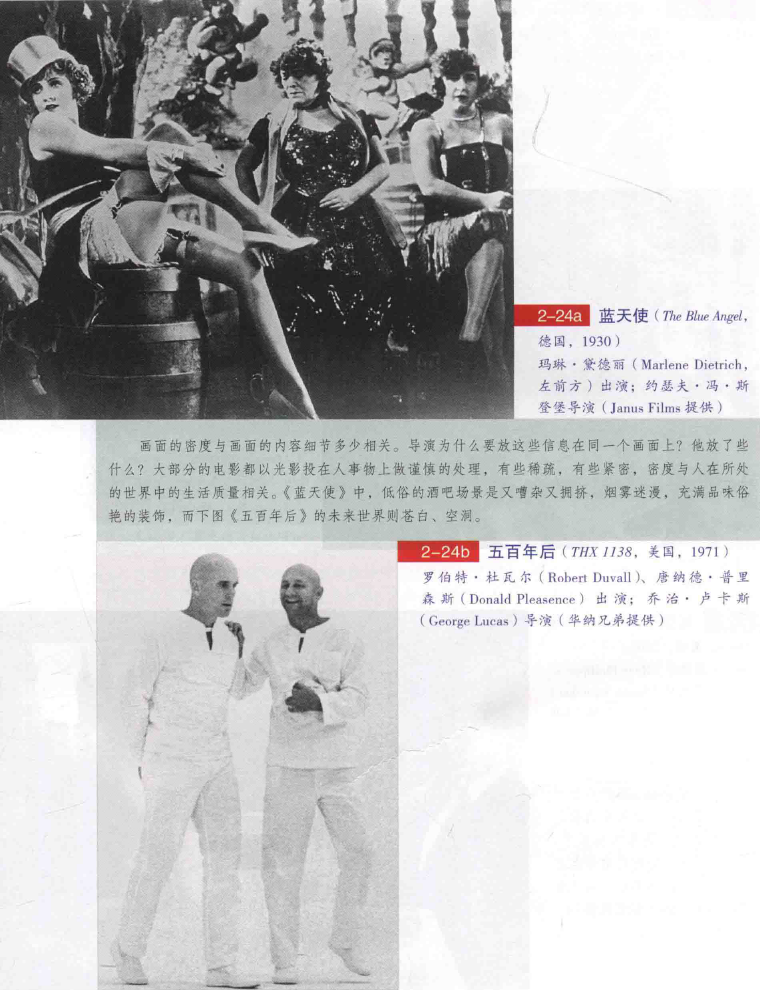 2-24a 蓝天使（The Blue Angel，
德国，1930）
玛琳·黛德丽（Marlene Dietrich，
左前方）出演；约瑟夫·冯·斯
登堡导演（Janus Films 提供）
画面的密度与画面的内容细节多少相关。导演为什么要放这些信息在同一个画面上？他放了些
什么？大部分的电影都以光影投在人事物上做谨慎的处理，有些稀疏，有些紧密，密度与人在所处
的世界中的生活质量相关。《蓝天使》中，低俗的酒吧场景是又嘈杂又拥挤，烟雾迷漫，充满品味俗
艳的装饰，而下图《五百年后》的未来世界则苍白、空洞。
2-24b 五百年后（THX 1138，美国，1971）
罗伯特·杜瓦尔（Robert Duvall）、唐纳德·普里
森斯（Donald Pleasence）出演；乔治·卢卡斯
（George Lucas）导演（华纳兄弟提供）